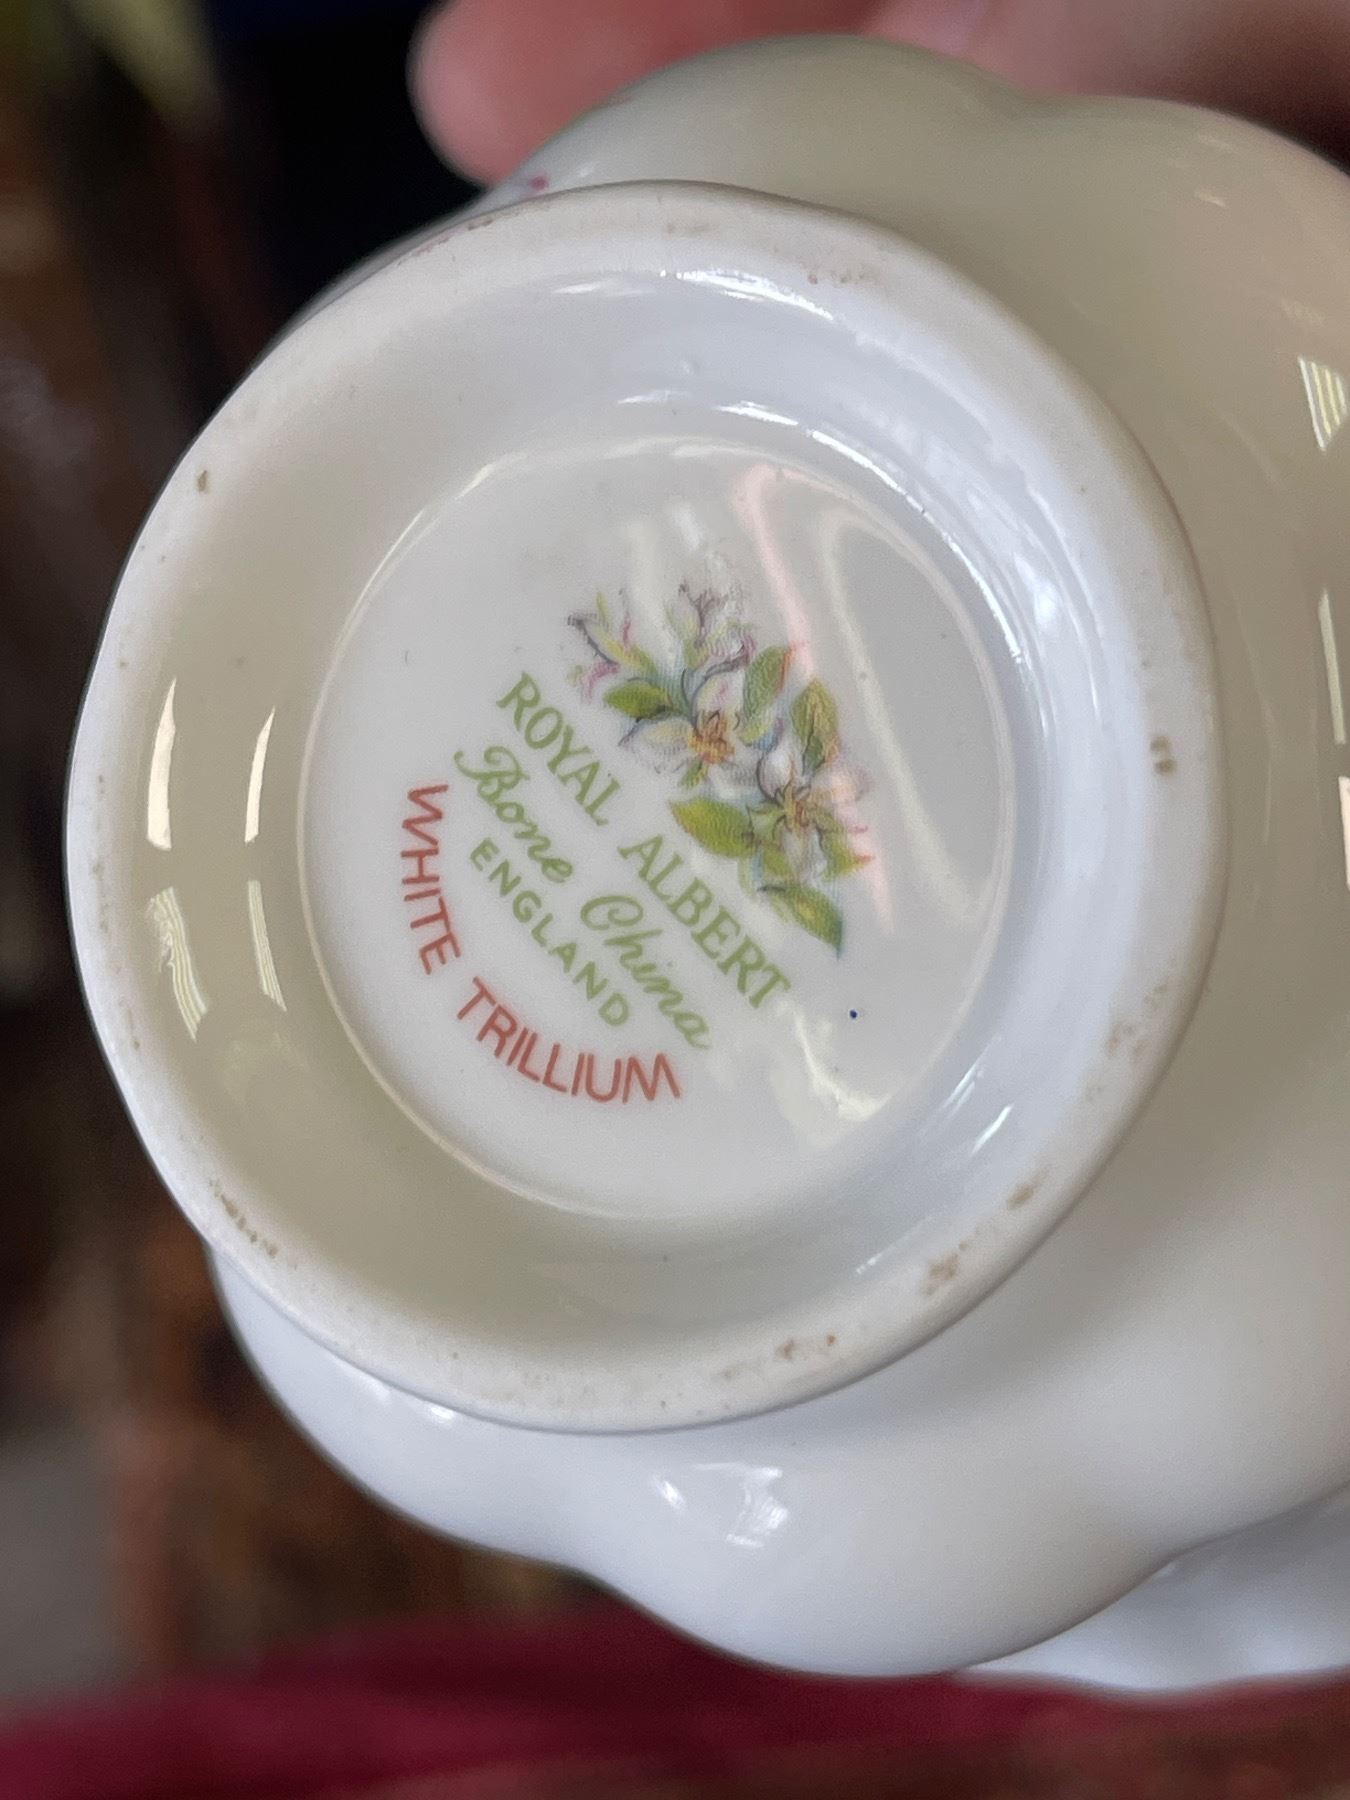 ROYAL ALBERT
Bone China
ENGLAND
WHITE TRILLIUM